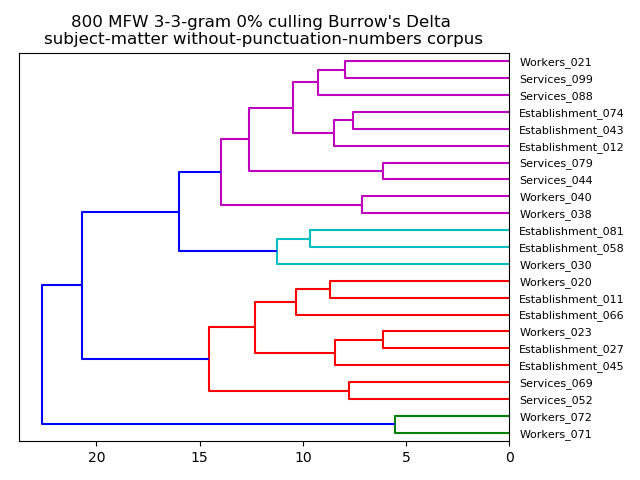 800 MFW 3-3-gram 0% culling Burrow's Delta
subject-matter without-punctuation-numbers corpus
Workers_021
Services_099
Services_088
Establishment_074
Establishment_043
Establishment_012
Services_079
Services_044
Workers_040
Workers_038
Establishment_081
Establishment_058
Workers_030
Workers_020
Establishment_011
Establishment_066
Workers_023
Establishment_027
Establishment_045
Services_069
Services_052
Workers_072
Workers_071
20 15 10 5 0